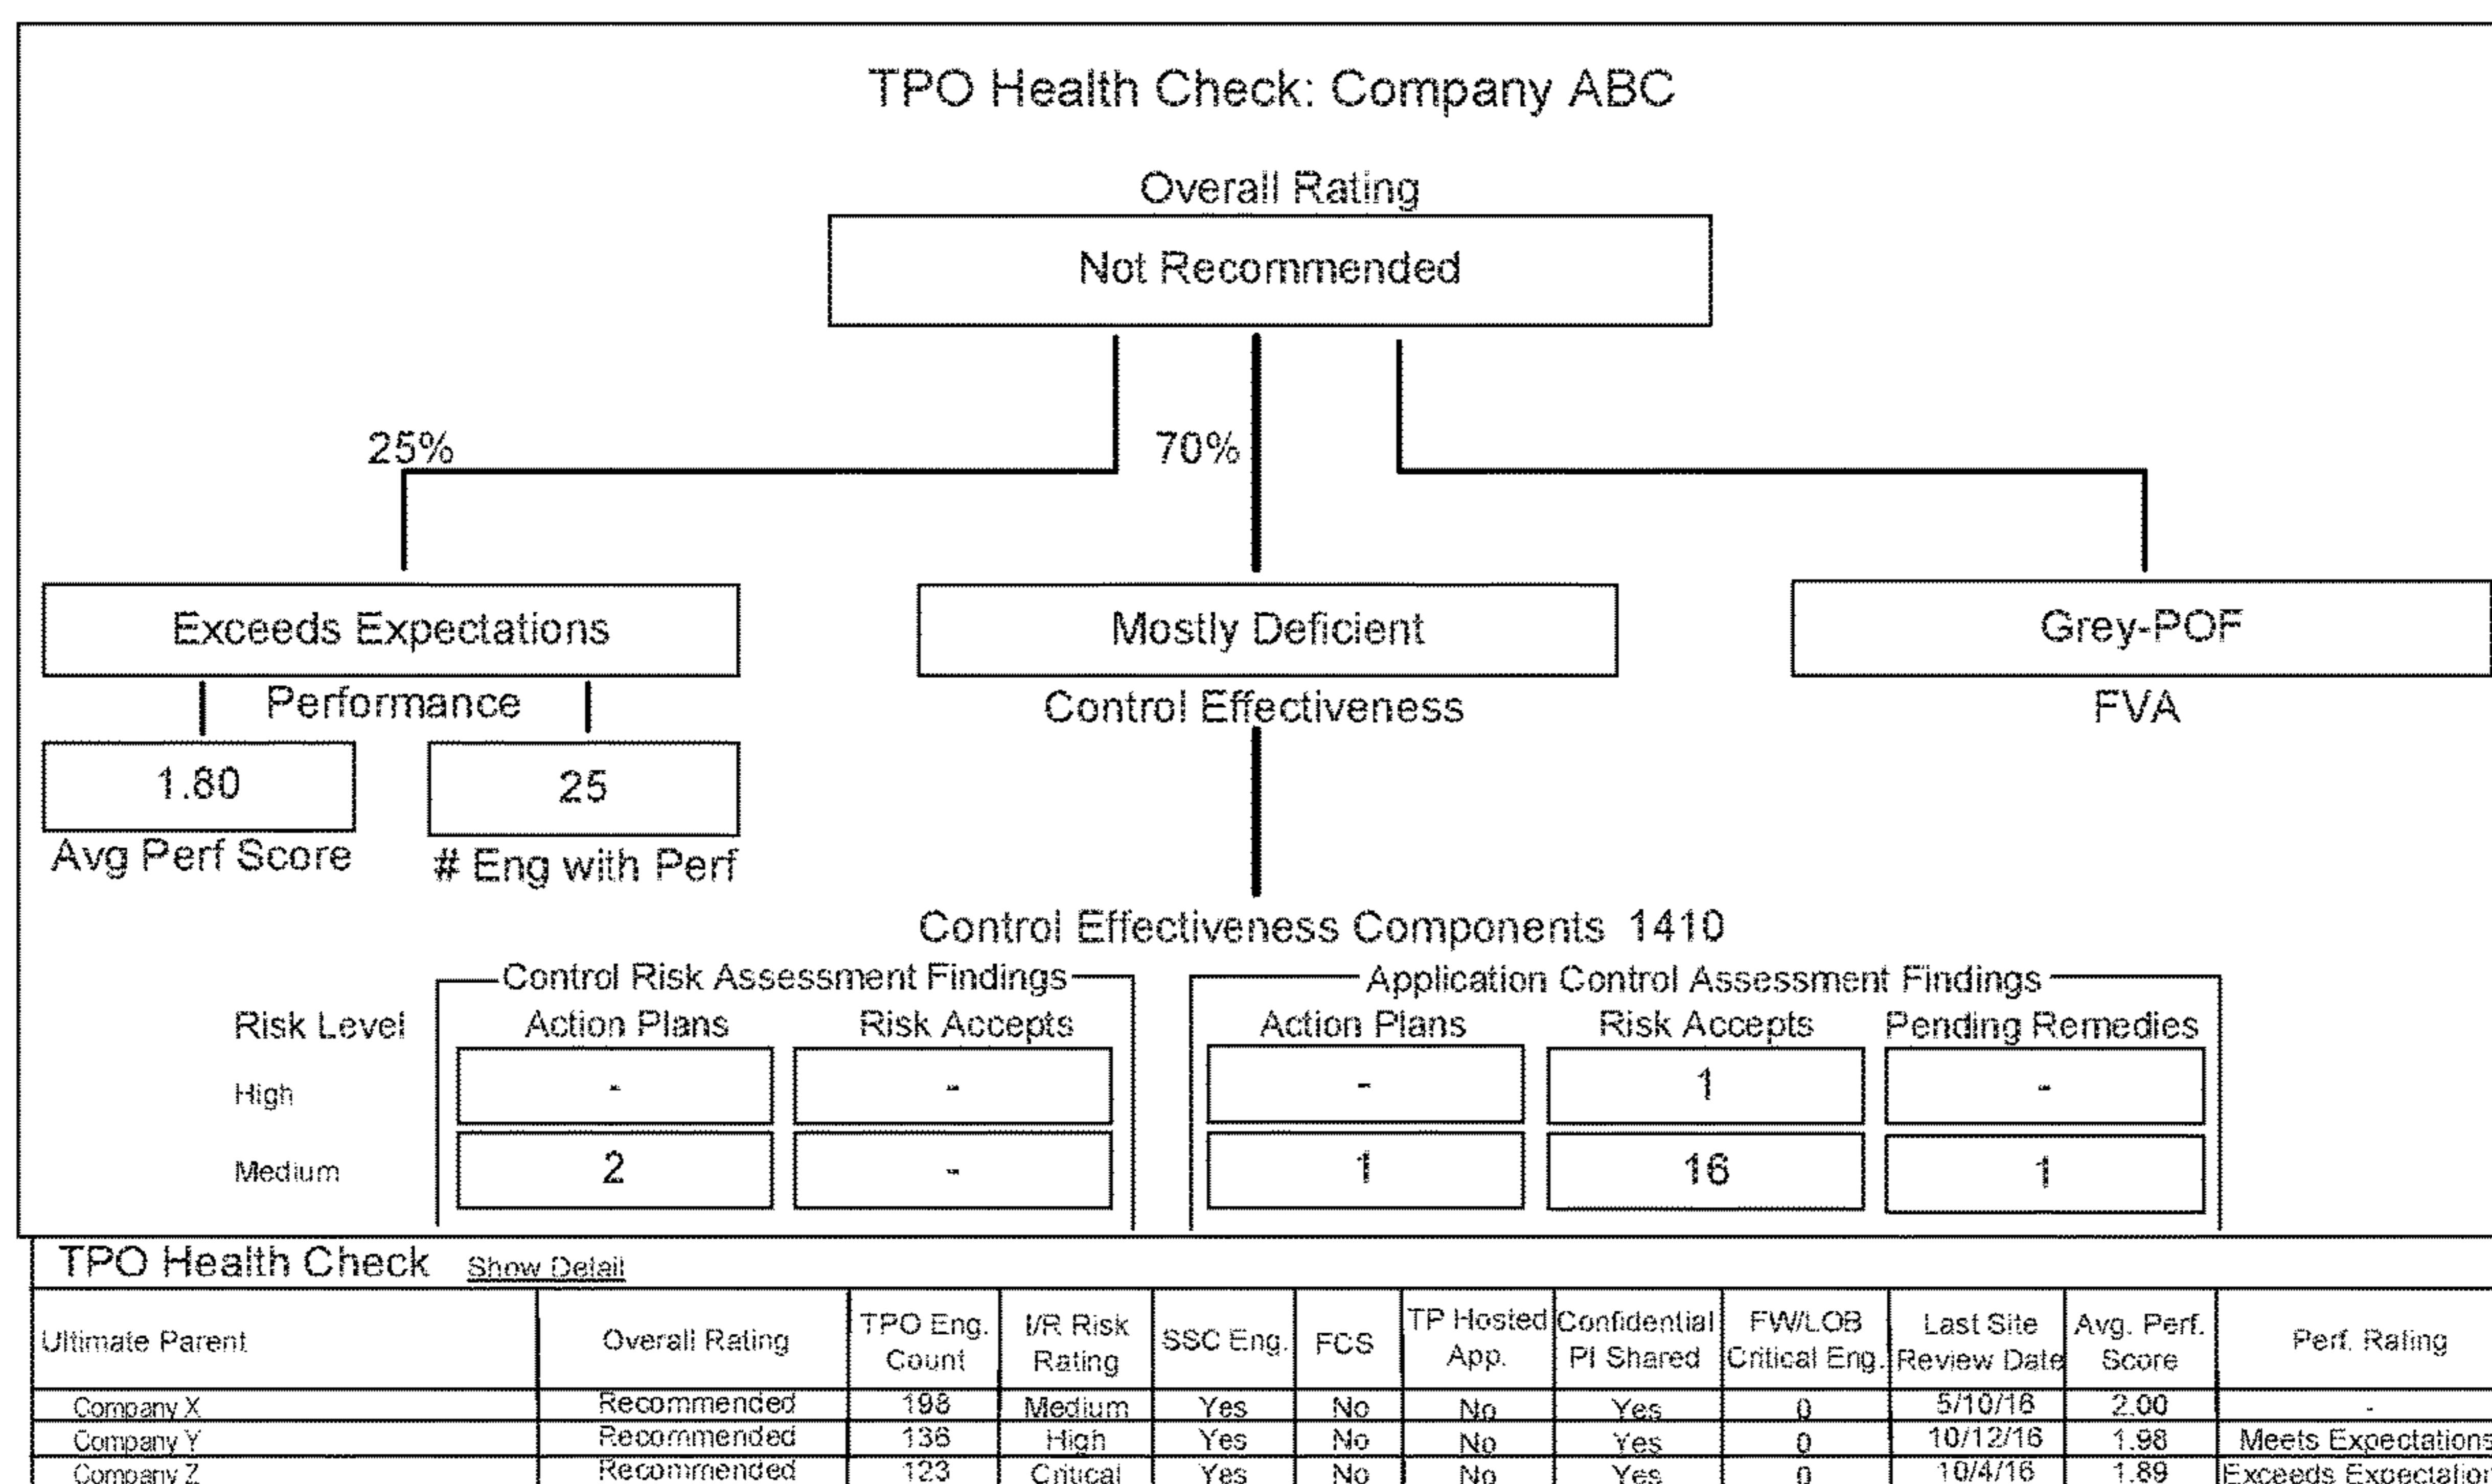 TPO Health Check: Company ABC
Overall Rating
Not Recommended
25%
70%
Exceeds Expectations
Mostly Deficient
Grey-POF
Performance
Control Effectiveness
FVA
1.80
25
Avg Perf Score
# Eng with Perf
Control Effectiveness Components 1410
Control Risk Assessment Findings
Application Control Assessment Findings
Risk Level Action Plans Risk Accepts Action Plans Risk Accepts Pending Remedies
High - - - 1 -
Medium 2 - 1 16 1
TPO Health Check Show Detail
Ultimate Parent Overall Rating TPO Eng. Count I/R Risk Rating SSC Eng. FCS TP Hosted App. Confidential PI Shared FW/LOB Critical Eng. Last Site Review Date Avg. Perf. Score Perf. Rating
Company X Recommended 198 Medium Yes No No Yes 0 5/10/16 2.00 -
Company Y Recommended 136 High Yes No No Yes 0 10/12/16 1.98 Meets Expectations
Company Z Recommended 123 Critical Yes No No Yes 0 10/4/16 1.89 Exceeds Expectation